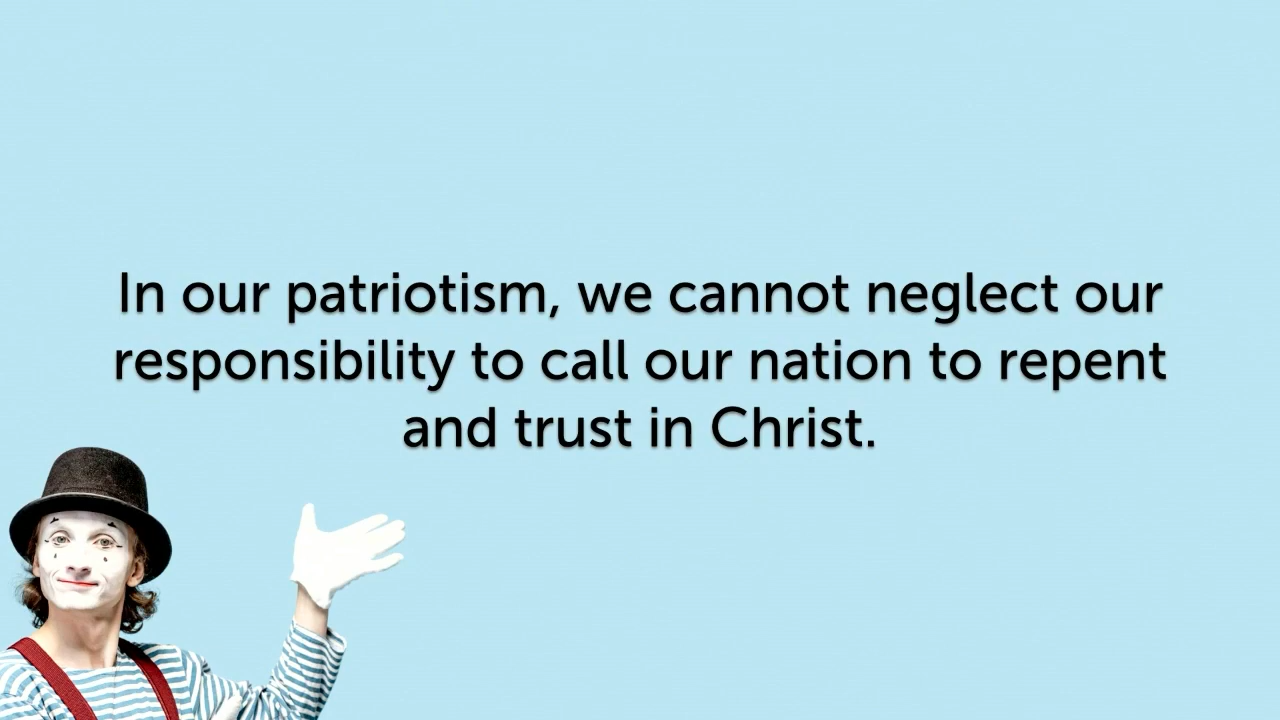 In our patriotism, we cannot neglect our
responsibility to call our nation to repent
and trust in Christ.